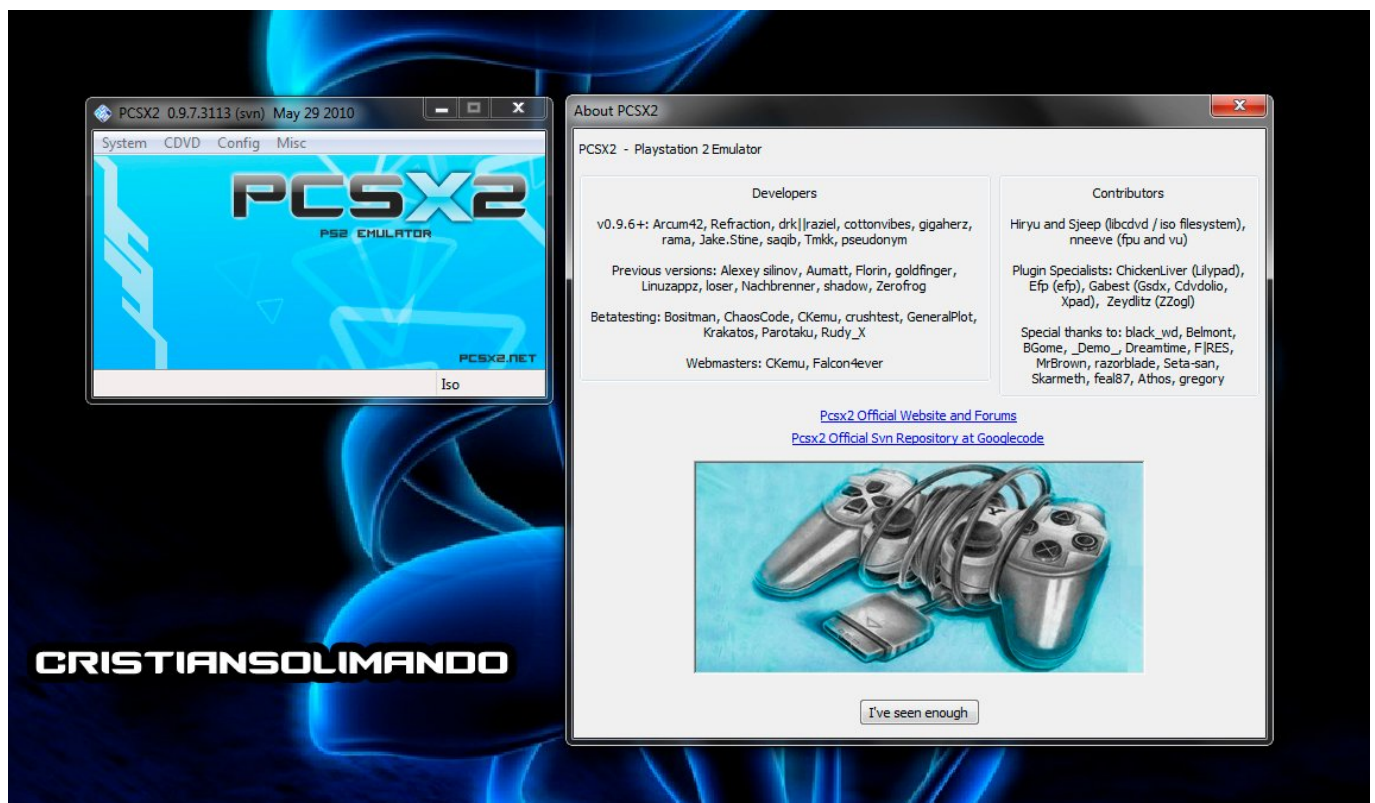 PCSX2 0.9.7.3113 (svn) May 29 2010
System CDVD Config Misc
PCSX2
PS2 EMULATOR
PCSX2.NET
Iso
CRISTIANSOLIMANDO
About PCSX2
PCSX2 - Playstation 2 Emulator
Developers
v0.9.6+: Arcum42, Refraction, drk||raziel, cottonvibes, gigaherz,
rama, Jake.Stine, saqib, Tmkk, pseudonym
Previous versions: Alexey silinov, Aumatt, Florin, goldfinger,
Linuzappz, loser, Nachbrenner, shadow, Zerofrog
Betatesting: Bositman, ChaosCode, CKemu, crushtest, GeneralPlot,
Krakatos, Parotaku, Rudy_X
Webmasters: CKemu, Falcon4ever
Contributors
Hiryu and Sjeep (libcdvd / iso filesystem),
nneeve (fpu and vu)
Plugin Specialists: ChickenLiver (Lilypad),
Efp (efp), Gabest (Gsdx, Cdvdolio,
Xpad), Zeyditz (ZZogl)
Special thanks to: black_wd, Belmont,
BGome, _Demo_, Dreamtime, F|RES,
MrBrown, razorblade, Seta-san,
Skarmeth, feal87, Athos, gregory
Pcsx2 Official Website and Forums
Pcsx2 Official Svn Repository at Googlecode
I've seen enough